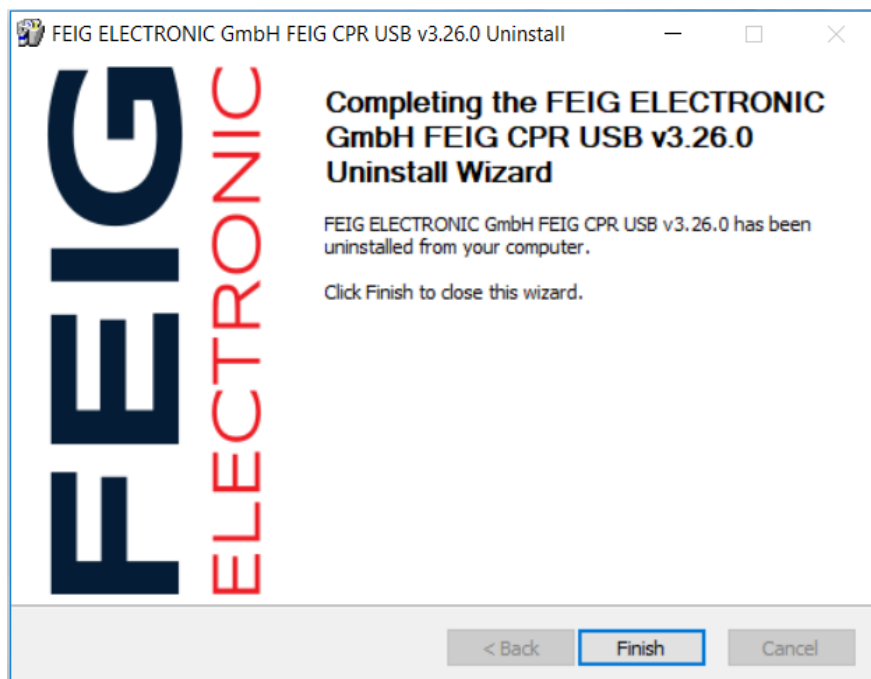 FEIG ELECTRONIC GmbH FEIG CPR USB v3.26.0 Uninstall
FEIG
ELECTRONIC
Completing the FEIG ELECTRONIC
GmbH FEIG CPR USB v3.26.0
Uninstall Wizard
FEIG ELECTRONIC GmbH FEIG CPR USB v3.26.0 has been
uninstalled from your computer.
Click Finish to close this wizard.
< Back
Finish
Cancel